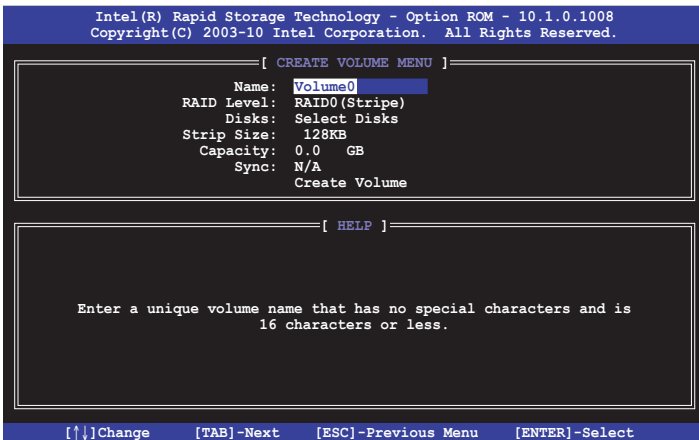 Intel(R) Rapid Storage Technology - Option ROM - 10.1.0.1008
Copyright(C) 2003-10 Intel Corporation. All Rights Reserved.
[ CREATE VOLUME MENU ]
Name: Volume0
RAID Level: RAID0(Stripe)
Disks: Select Disks
Strip Size: 128KB
Capacity: 0.0 GB
Sync: N/A
Create Volume
[ HELP ]
Enter a unique volume name that has no special characters and is
16 characters or less.
[↑↓]Change [TAB]-Next [ESC]-Previous Menu [ENTER]-Select